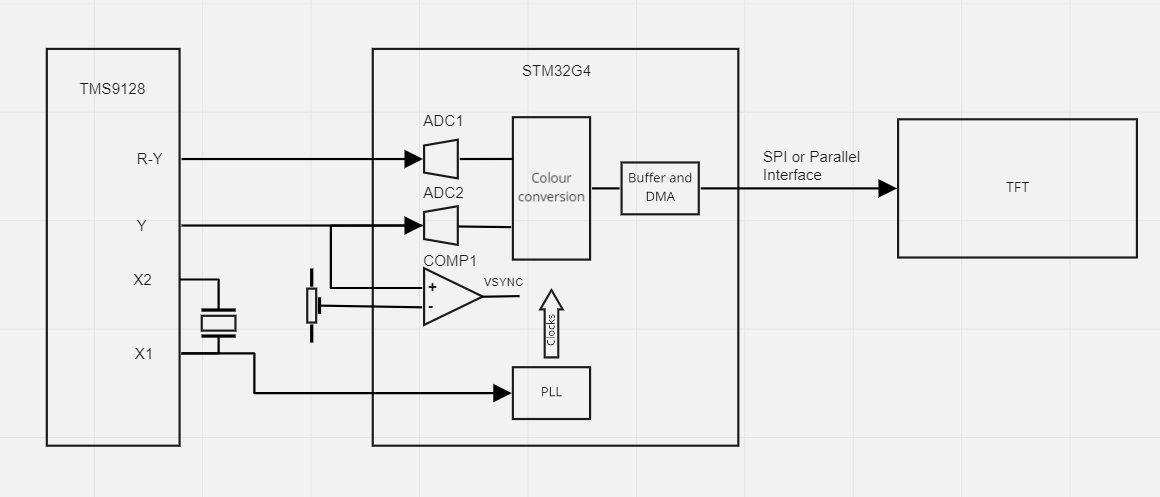 TMS9128
STM32G4
ADC1
R-Y
SPI or Parallel
Interface
Colour
conversion
Buffer and
DMA
TFT
ADC2
Y
COMP1
X2
VSYNC
+
-
Clocks
X1
PLL